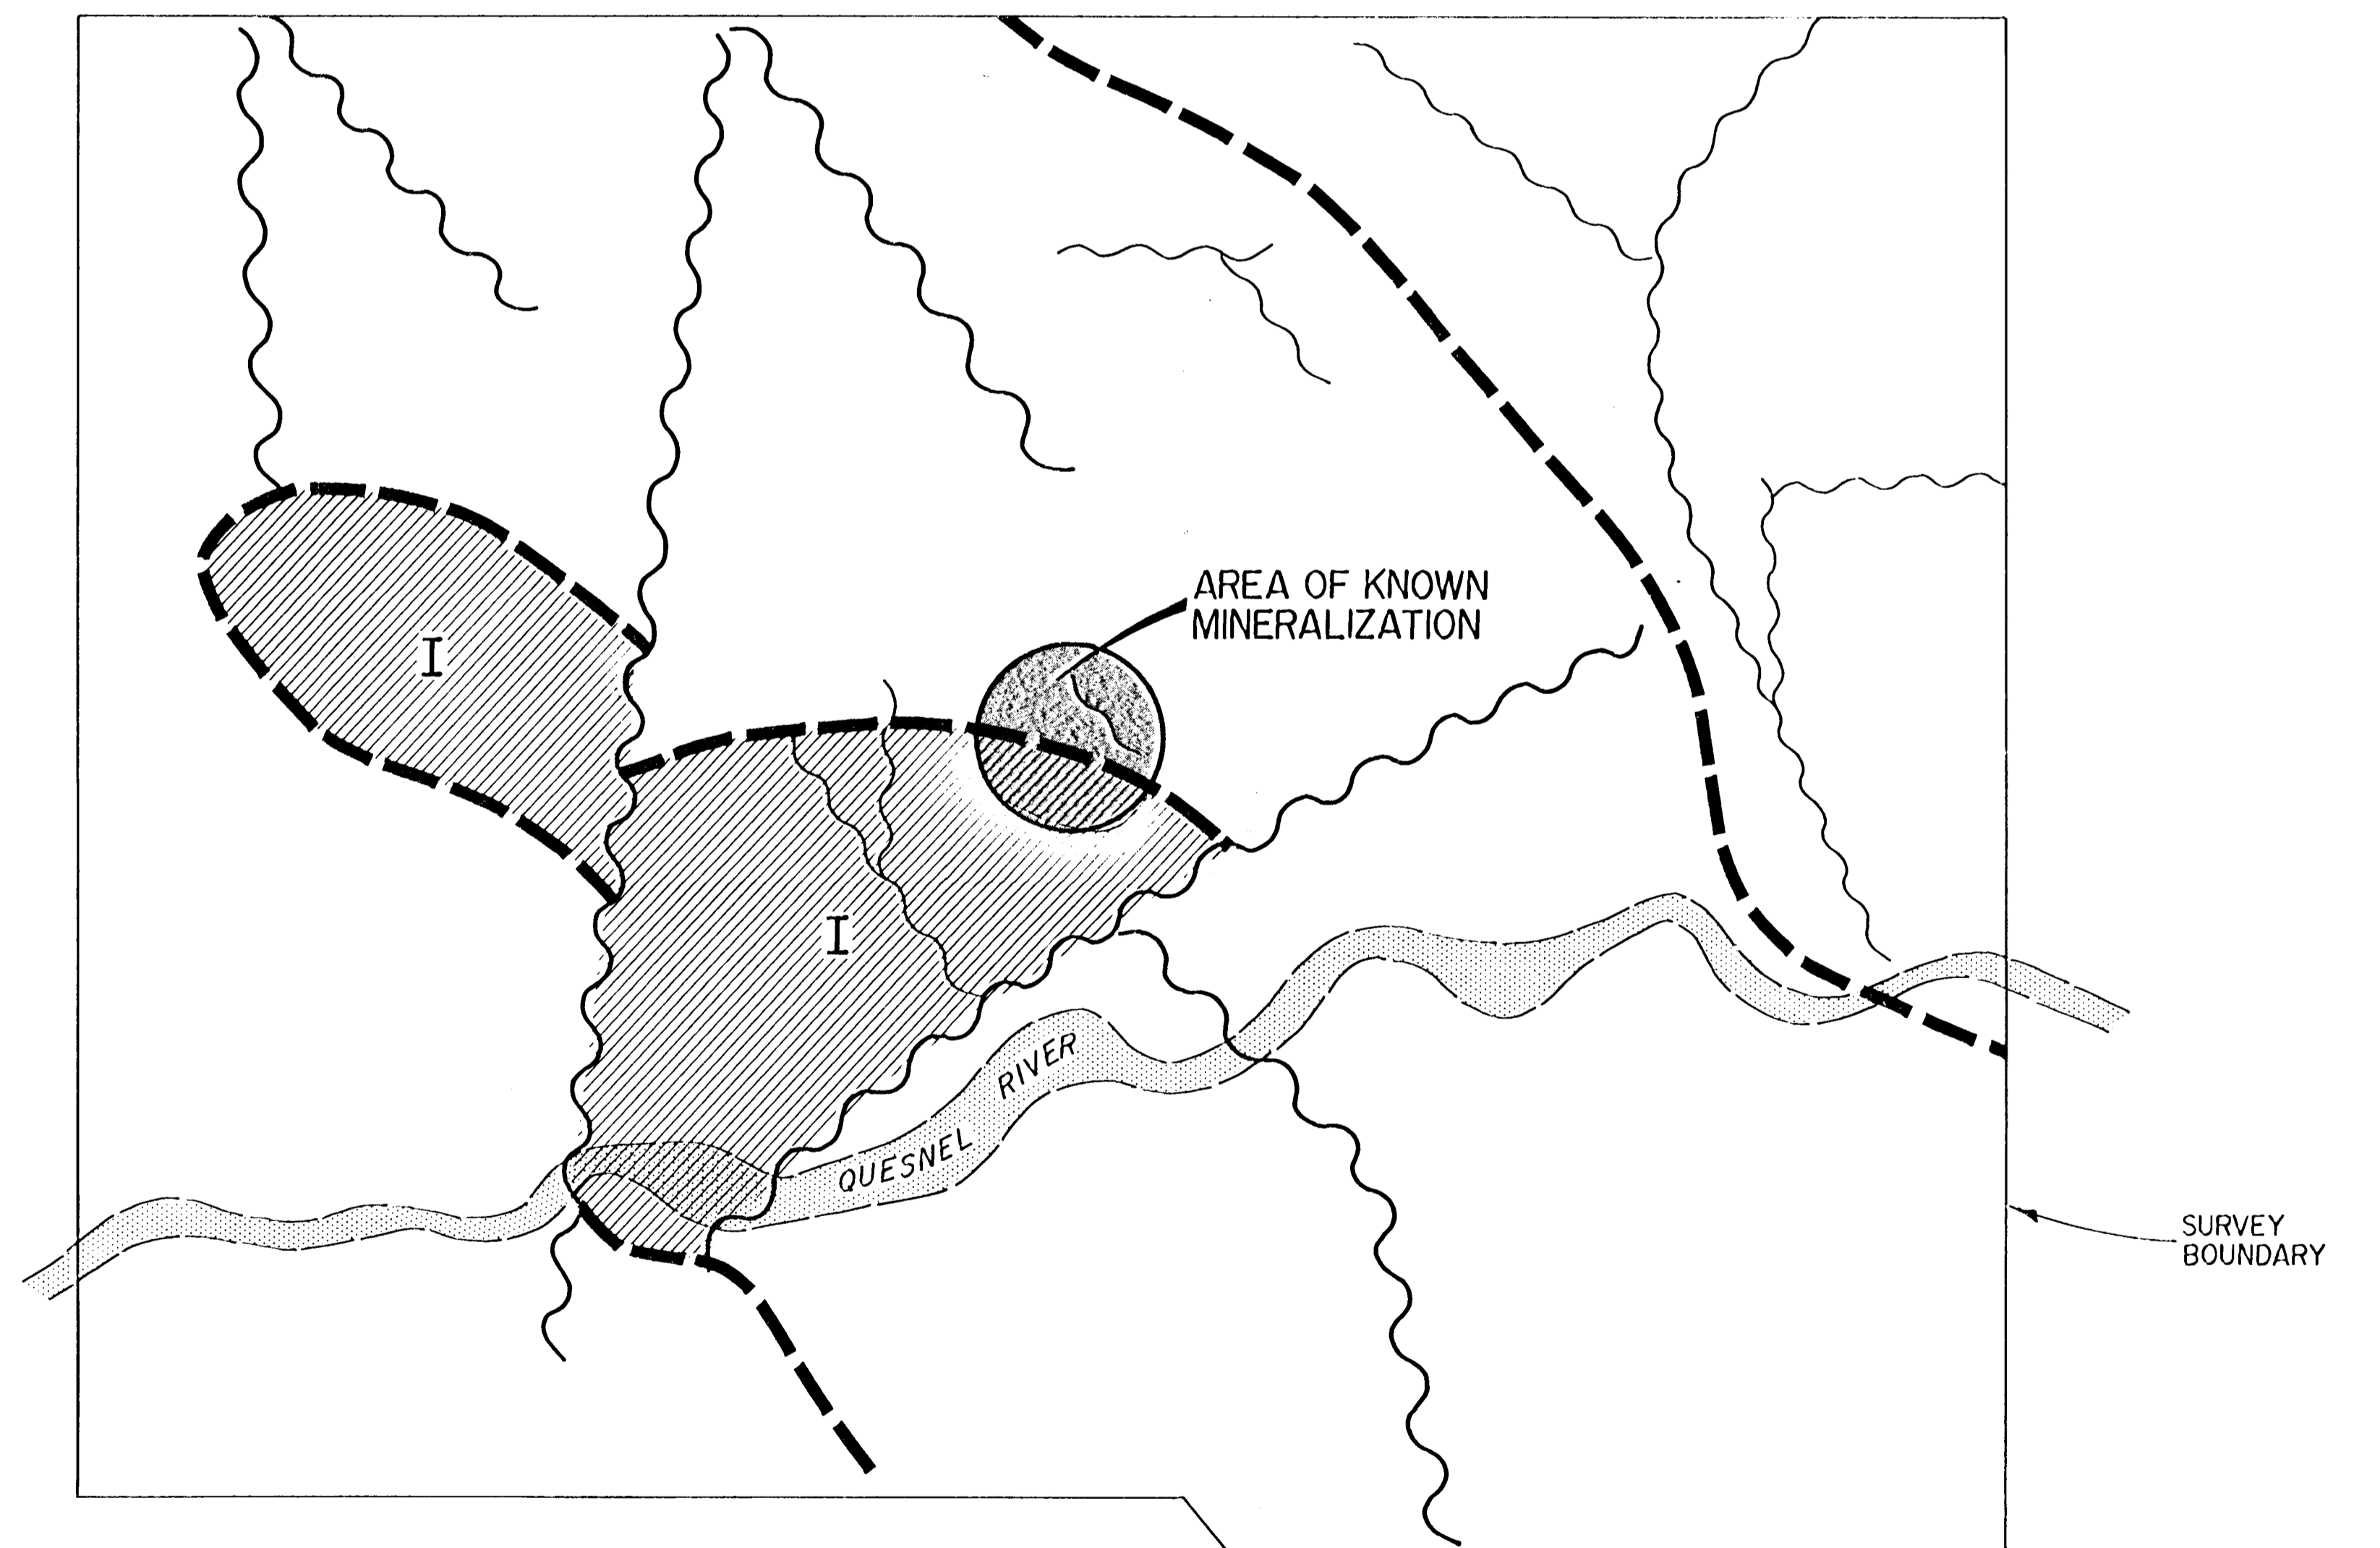 AREA OF KNOWN
MINERALIZATION
I
I
QUESNEL RIVER
SURVEY
BOUNDARY